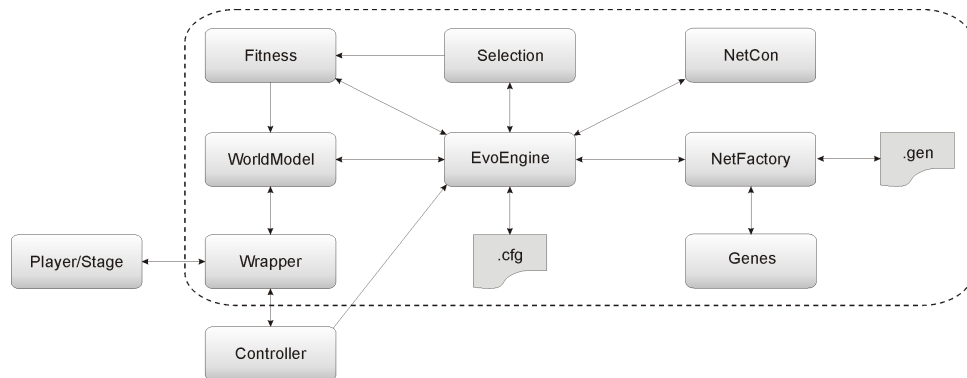 Fitness
Selection
NetCon
WorldModel
EvoEngine
NetFactory
.gen
Player/Stage
Wrapper
.cfg
Genes
Controller